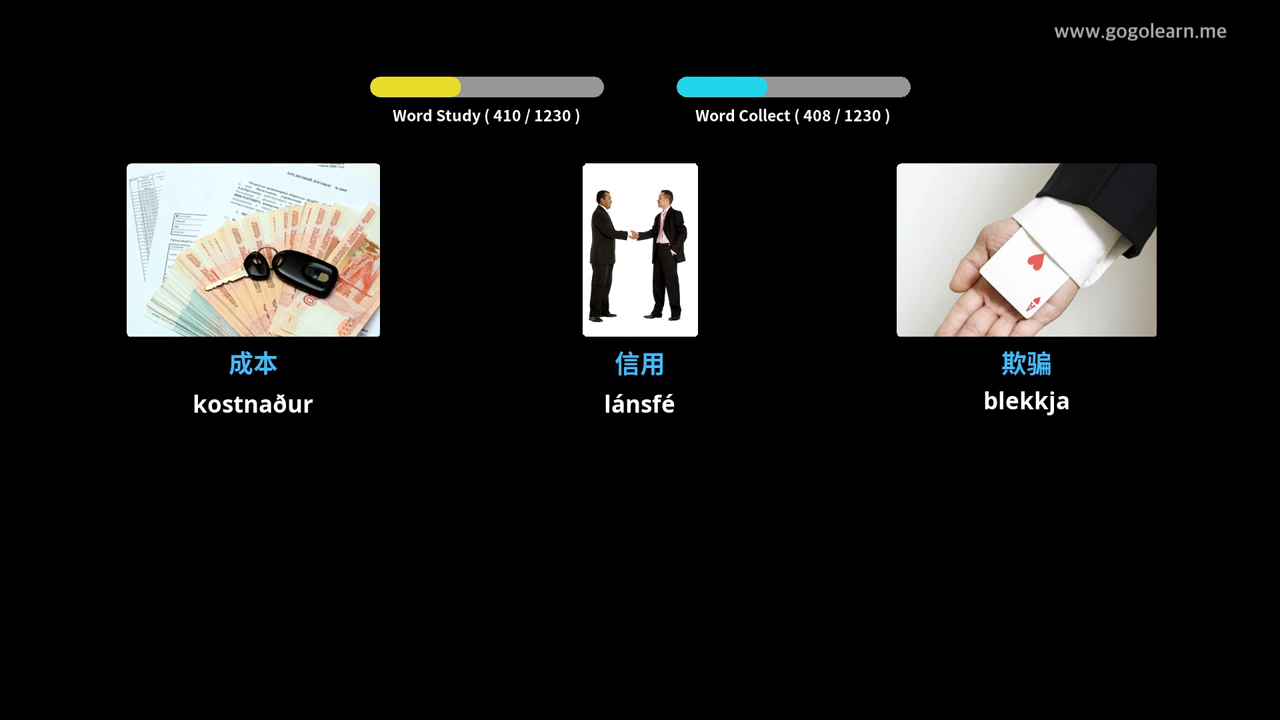 www.gogolearn.me
Word Study ( 410 / 1230 )
Word Collect ( 408 / 1230 )
成本
信用
欺骗
kostnaður
lánsfé
blekkja